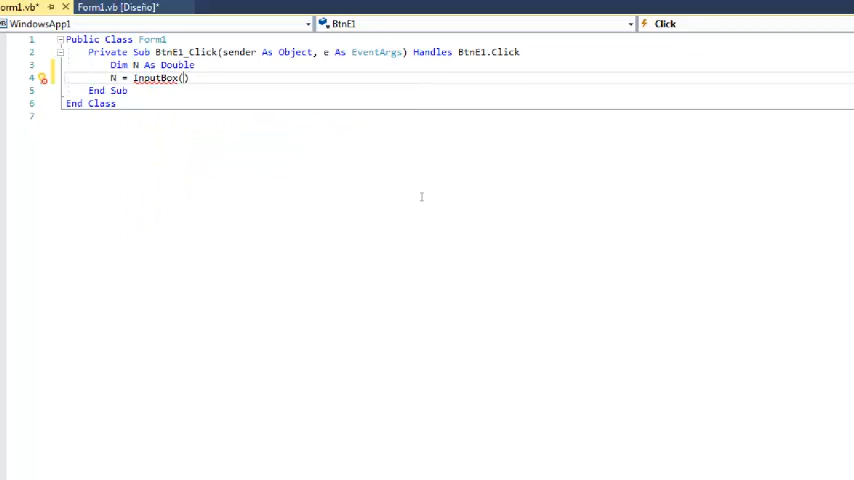 orm1.vb* Form1.vb [Diseño]*
WindowsApp1 BtnE1 Click
1 Public Class Form1
2 Private Sub BtnE1_Click(sender As Object, e As EventArgs) Handles BtnE1.Click
3 Dim N As Double
4 N = InputBox()
5 End Sub
6 End Class
7